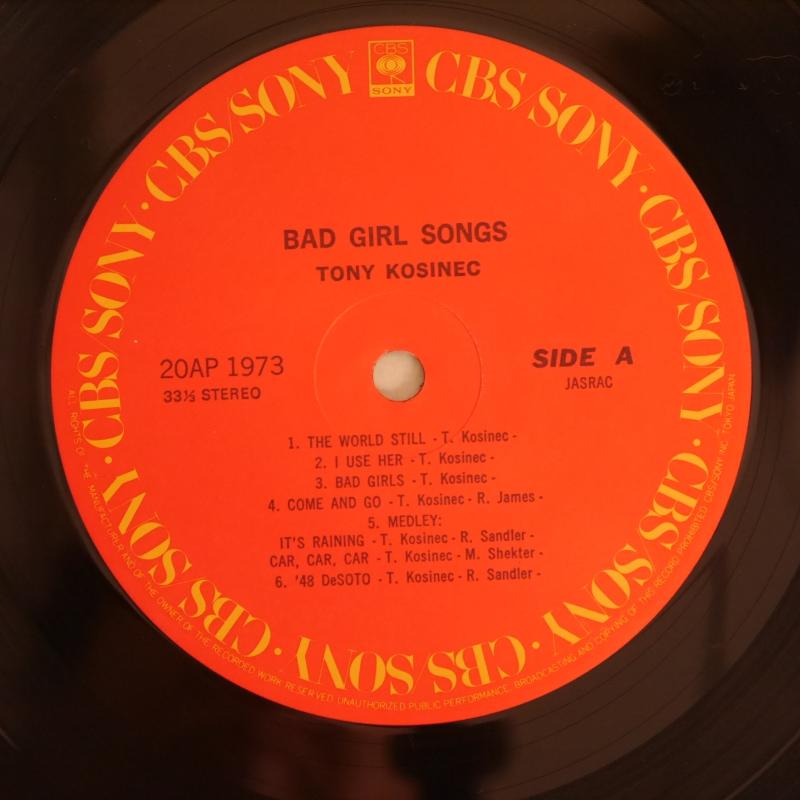 CBS
SONY
CBS/SONY · CBS/SONY · CBS/SONY · CBS/SONY · CBS/SONY · CBS/SONY · CBS/SONY · CBS/SONY
BAD GIRL SONGS
TONY KOSINEC
20AP 1973
33⅓ STEREO
SIDE A
JASRAC
1. THE WORLD STILL - T. Kosinec -
2. I USE HER - T. Kosinec -
3. BAD GIRLS - T. Kosinec -
4. COME AND GO - T. Kosinec - R. James -
5. MEDLEY:
IT'S RAINING - T. Kosinec - R. Sandler -
CAR, CAR, CAR - T. Kosinec - M. Shekter -
6. '48 DeSOTO - T. Kosinec - R. Sandler -
ALL RIGHTS OF THE MANUFACTURER AND OF THE OWNER OF THE RECORDED WORK RESERVED. UNAUTHORIZED PUBLIC PERFORMANCE, BROADCASTING AND COPYING OF THIS RECORD PROHIBITED CBS/SONY INC. TOKYO JAPAN